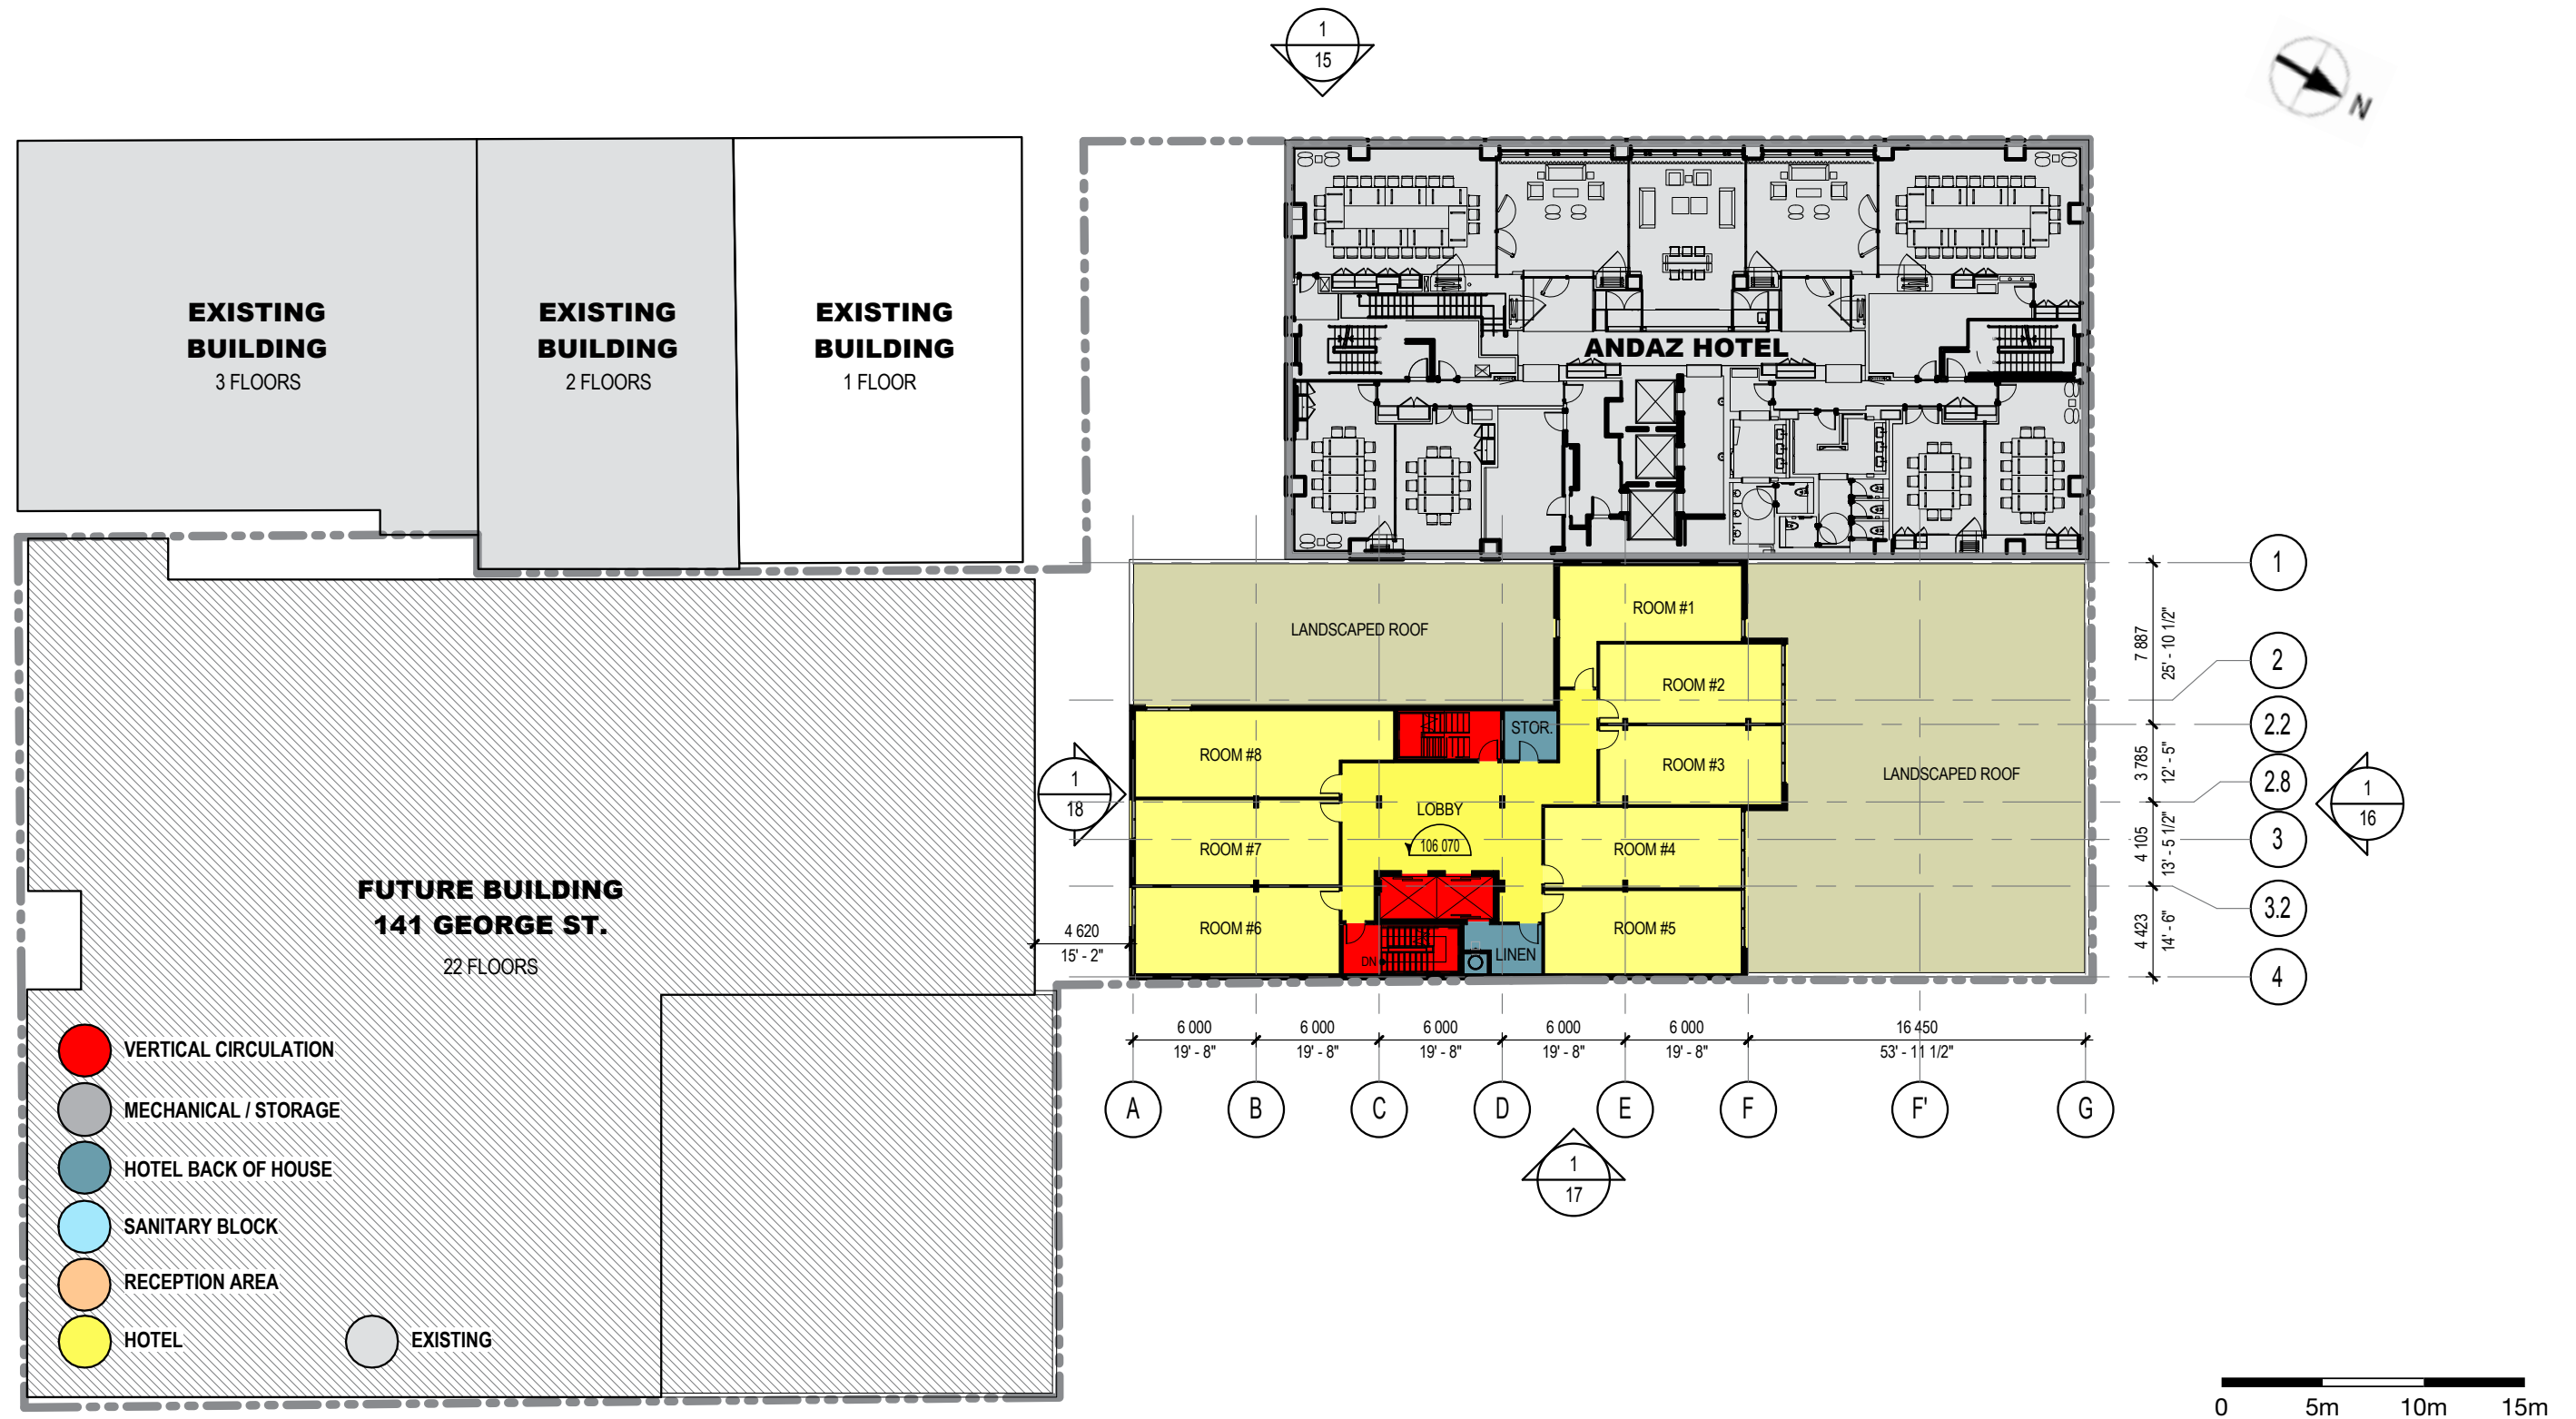 1
15
N
EXISTING
BUILDING
3 FLOORS
EXISTING
BUILDING
2 FLOORS
EXISTING
BUILDING
1 FLOOR
ANDAZ HOTEL
LANDSCAPED ROOF
ROOM #1
ROOM #2
STOR.
ROOM #8
ROOM #3
LANDSCAPED ROOF
LOBBY
106 070
ROOM #7
ROOM #4
ROOM #6
ROOM #5
DN
LINEN
1
18
1
16
4 620
15' - 2"
7 887
25' - 10 1/2"
3 785
12' - 5"
4 105
13' - 5 1/2"
4 423
14' - 6"
1
2
2.2
2.8
3
3.2
4
FUTURE BUILDING
141 GEORGE ST.
22 FLOORS
6 000
19' - 8"
6 000
19' - 8"
6 000
19' - 8"
6 000
19' - 8"
6 000
19' - 8"
16 450
53' - 11 1/2"
A
B
C
D
E
F
F'
G
1
17
VERTICAL CIRCULATION
MECHANICAL / STORAGE
HOTEL BACK OF HOUSE
SANITARY BLOCK
RECEPTION AREA
HOTEL
EXISTING
0
5m
10m
15m